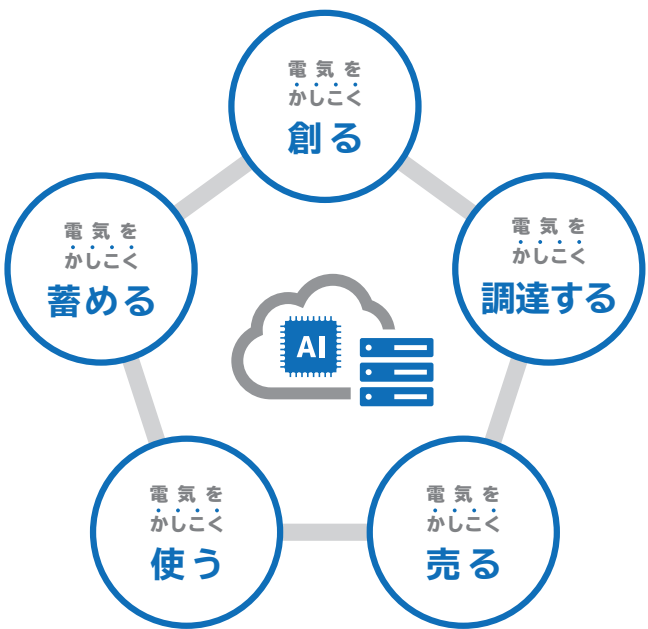 電気を
かしこく
創る
電気を
かしこく
蓄める
電気を
かしこく
調達する
AI
電気を
かしこく
使う
電気を
かしこく
売る